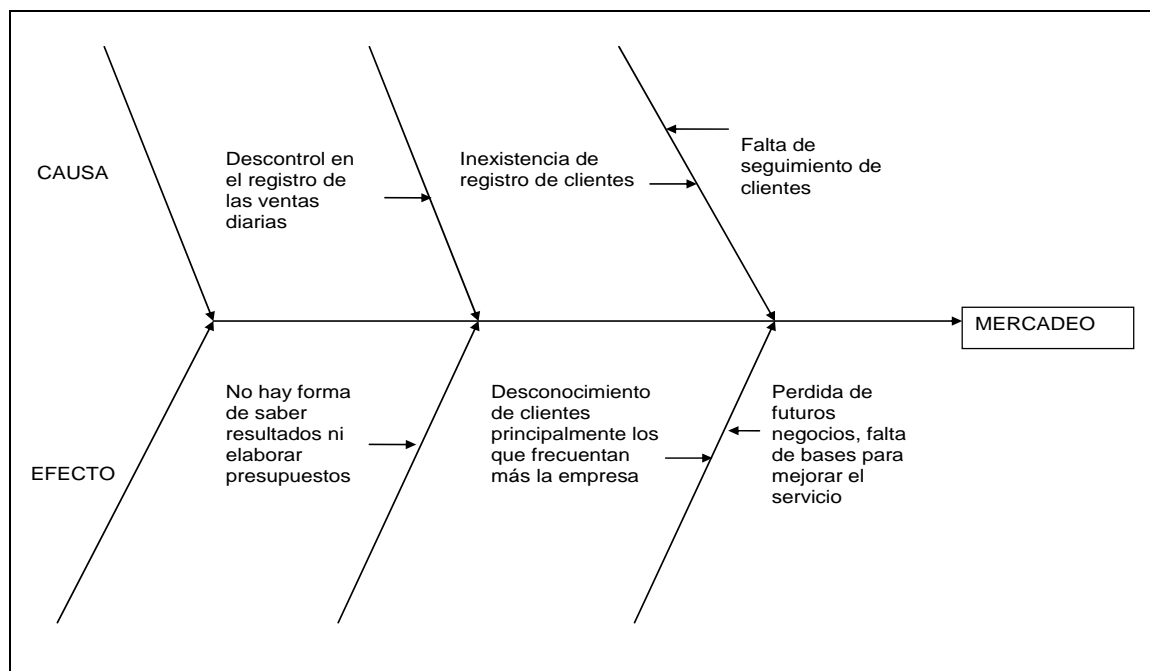 CAUSA
Descontrol en
el registro de
las ventas
diarias
Inexistencia de
registro de clientes
Falta de
seguimiento de
clientes
MERCADEO
EFECTO
No hay forma
de saber
resultados ni
elaborar
presupuestos
Desconocimiento
de clientes
principalmente los
que frecuentan
más la empresa
Perdida de
futuros
negocios, falta
de bases para
mejorar el
servicio